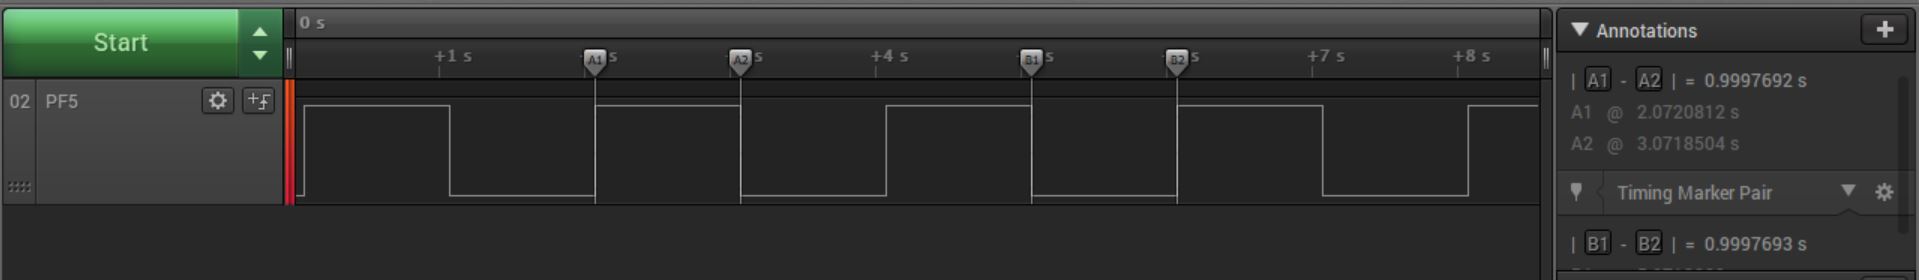 Start
0 s
+1 s
A1
s
A2
s
+4 s
B1
s
B2
s
+7 s
+8 s
02 PF5
Annotations
| A1 - A2 | = 0.9997692 s
A1 @ 2.0720812 s
A2 @ 3.0718504 s
Timing Marker Pair
| B1 - B2 | = 0.9997693 s